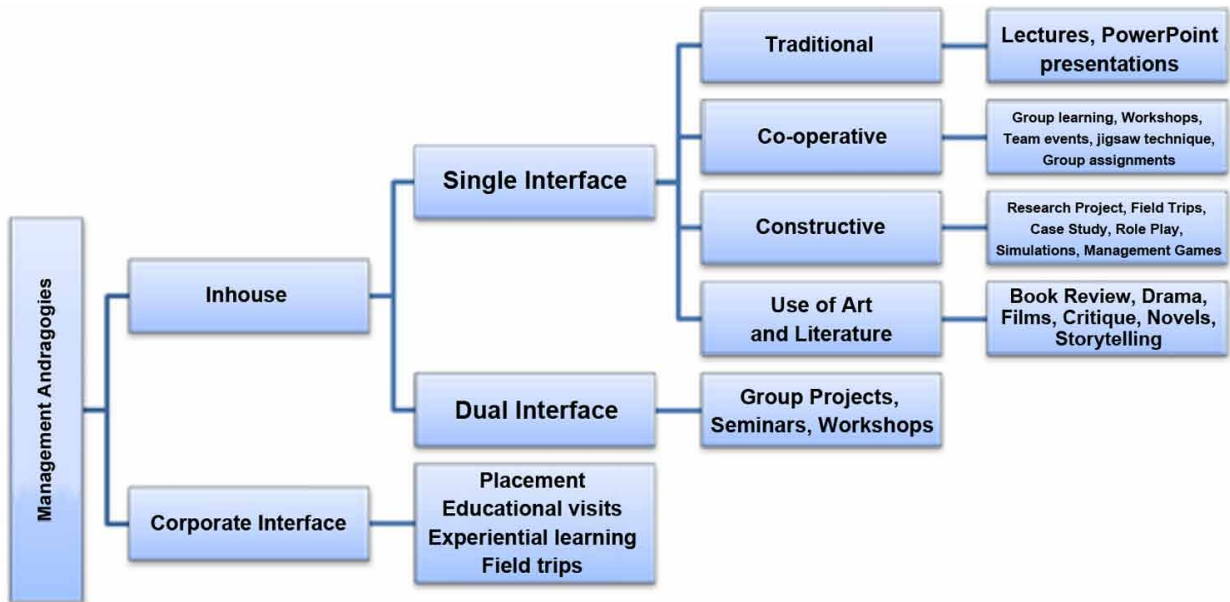 Management Andragogies
Inhouse
Single Interface
Traditional
Lectures, PowerPoint
presentations
Co-operative
Group learning, Workshops,
Team events, jigsaw technique,
Group assignments
Constructive
Research Project, Field Trips,
Case Study, Role Play,
Simulations, Management Games
Use of Art
and Literature
Book Review, Drama,
Films, Critique, Novels,
Storytelling
Dual Interface
Group Projects,
Seminars, Workshops
Corporate Interface
Placement
Educational visits
Experiential learning
Field trips